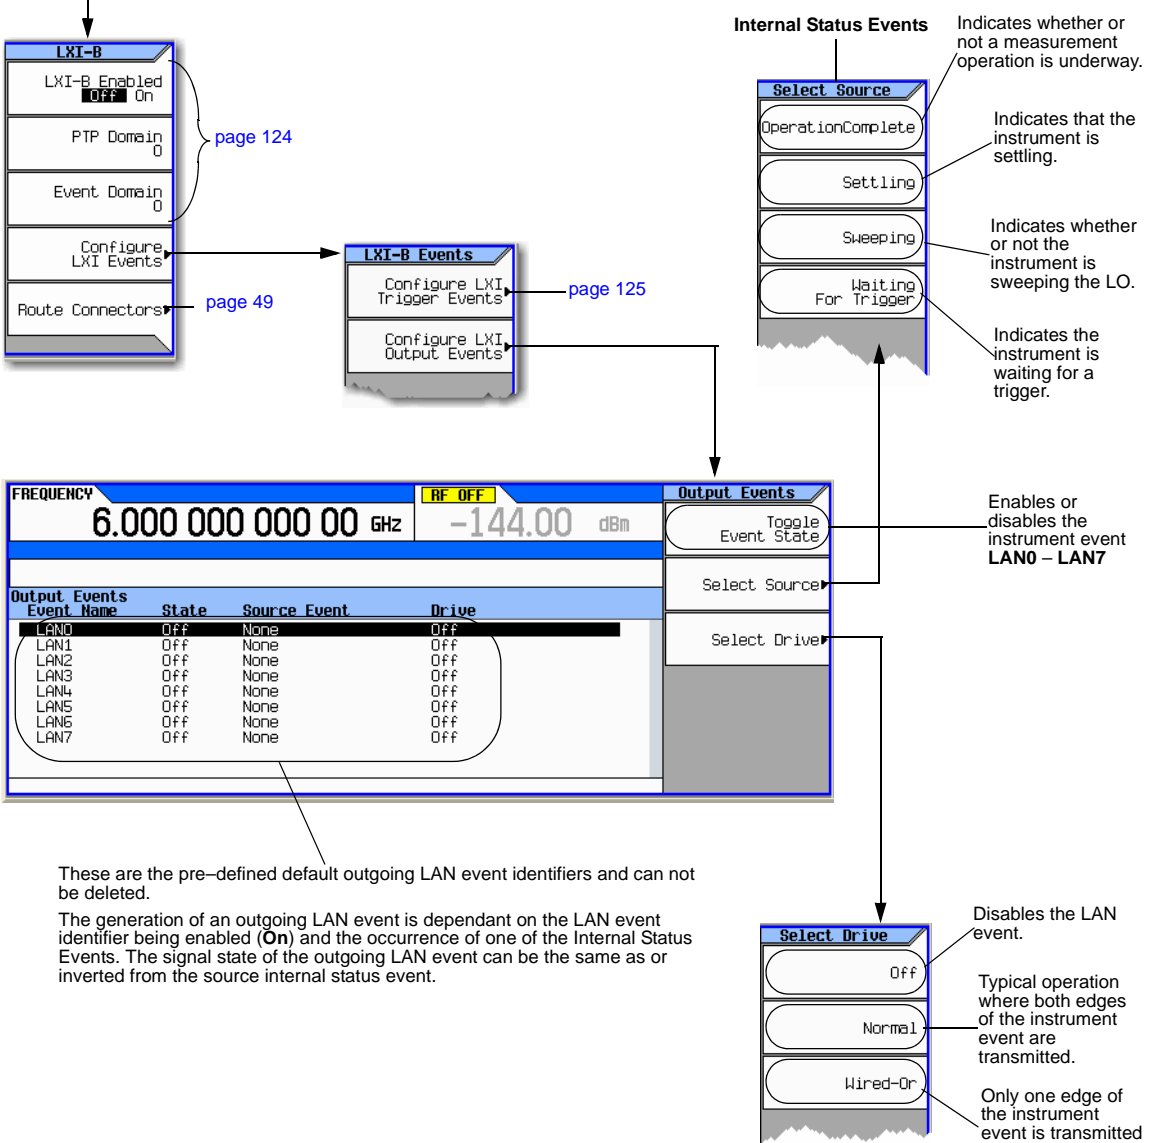 LXI-B
LXI-B Enabled
Off On
PTP Domain
0
Event Domain
0
Configure
LXI Events
Route Connectors
page 124
page 49
LXI-B Events
Configure LXI
Trigger Events
Configure LXI
Output Events
page 125
Internal Status Events
Select Source
OperationComplete
Settling
Sweeping
Waiting
For Trigger
Indicates whether or
not a measurement
operation is underway.
Indicates that the
instrument is
settling.
Indicates whether
or not the
instrument is
sweeping the LO.
Indicates the
instrument is
waiting for a
trigger.
FREQUENCY
6.000 000 000 00 GHz
RF OFF
-144.00 dBm
Output Events
Event Name State Source Event Drive
LAN0 Off None Off
LAN1 Off None Off
LAN2 Off None Off
LAN3 Off None Off
LAN4 Off None Off
LAN5 Off None Off
LAN6 Off None Off
LAN7 Off None Off
Output Events
Toggle
Event State
Select Source
Select Drive
Enables or
disables the
instrument event
LAN0 – LAN7
These are the pre–defined default outgoing LAN event identifiers and can not
be deleted.
The generation of an outgoing LAN event is dependant on the LAN event
identifier being enabled (On) and the occurrence of one of the Internal Status
Events. The signal state of the outgoing LAN event can be the same as or
inverted from the source internal status event.
Select Drive
Off
Normal
Wired-Or
Disables the LAN
event.
Typical operation
where both edges
of the instrument
event are
transmitted.
Only one edge of
the instrument
event is transmitted